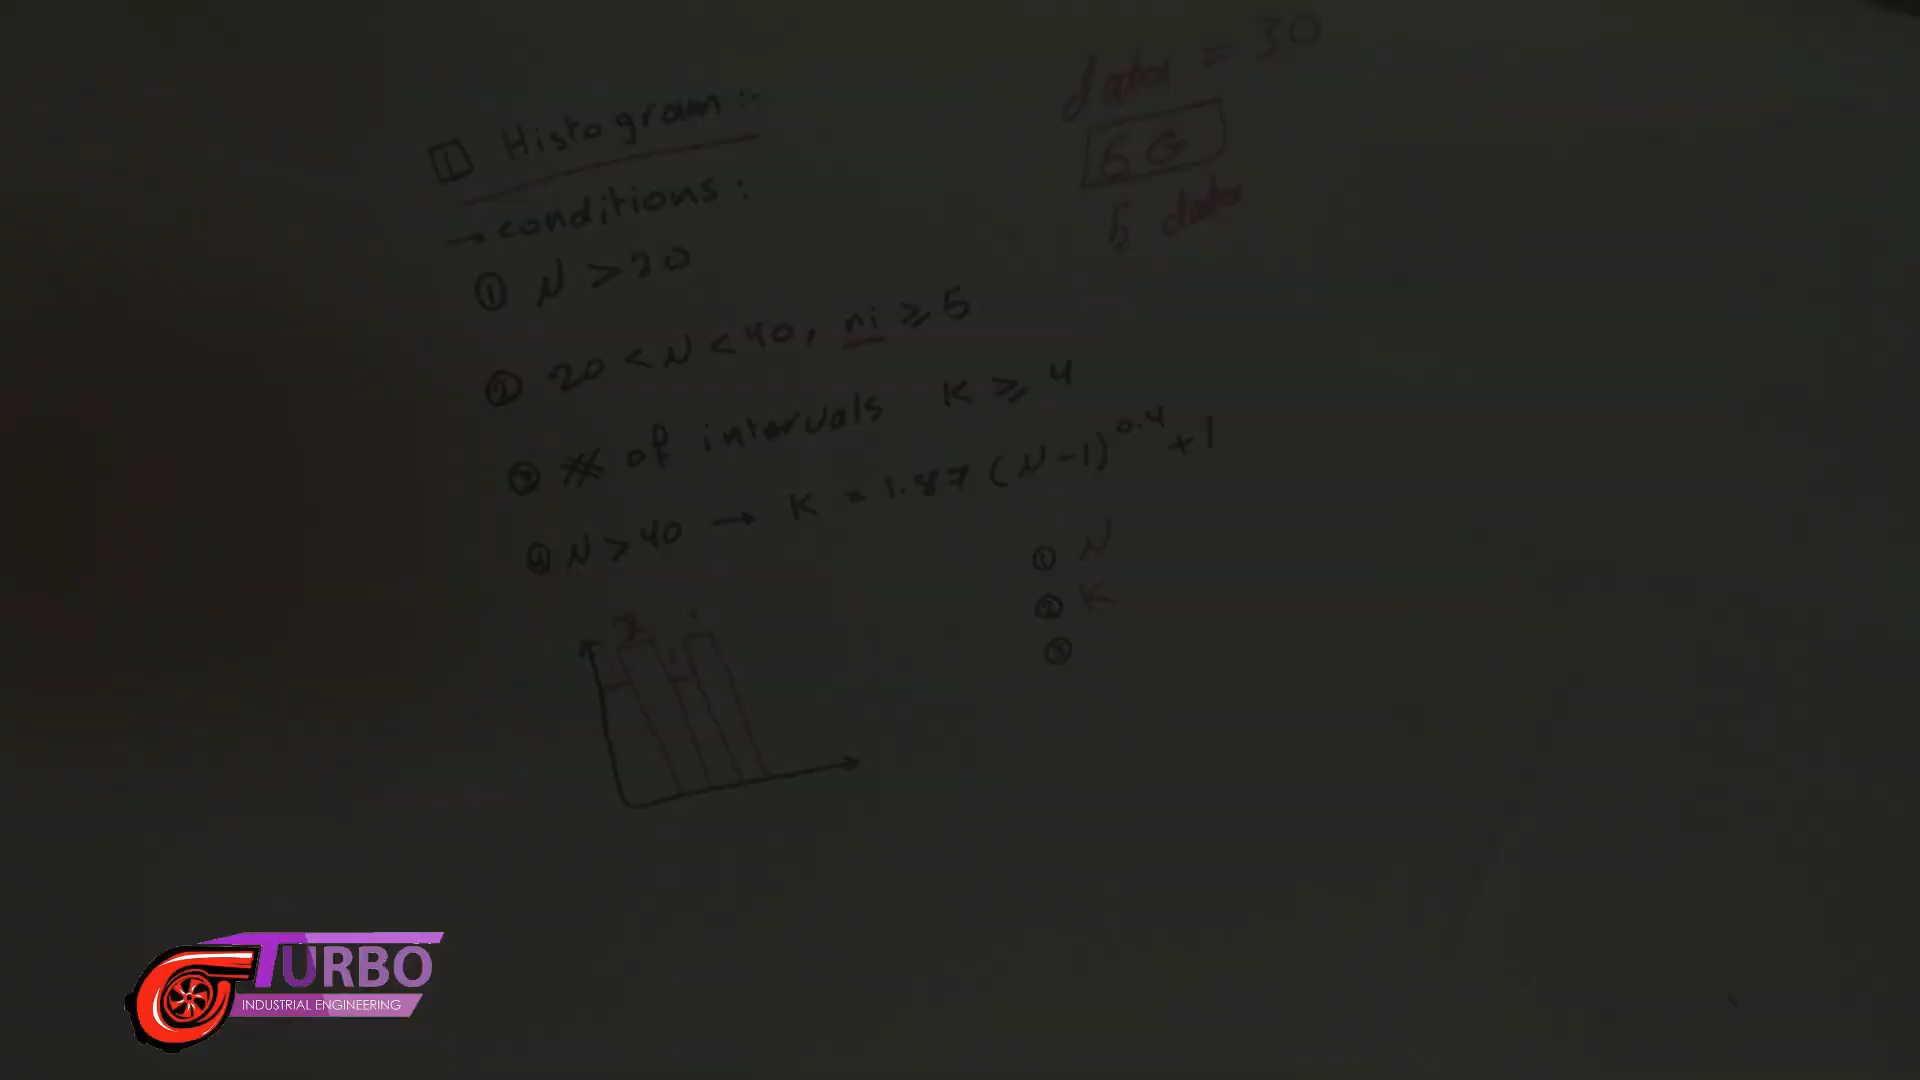 1 Histogram :-
→ conditions :
① N > 20
② 20 < N < 40, ni ≥ 5
③ # of intervals K ≥ 4
④ N > 40 → K = 1.87 (N-1)^0.4 + 1
data = 30
6 G
5 data
① N
② K
③
TURBO
INDUSTRIAL ENGINEERING